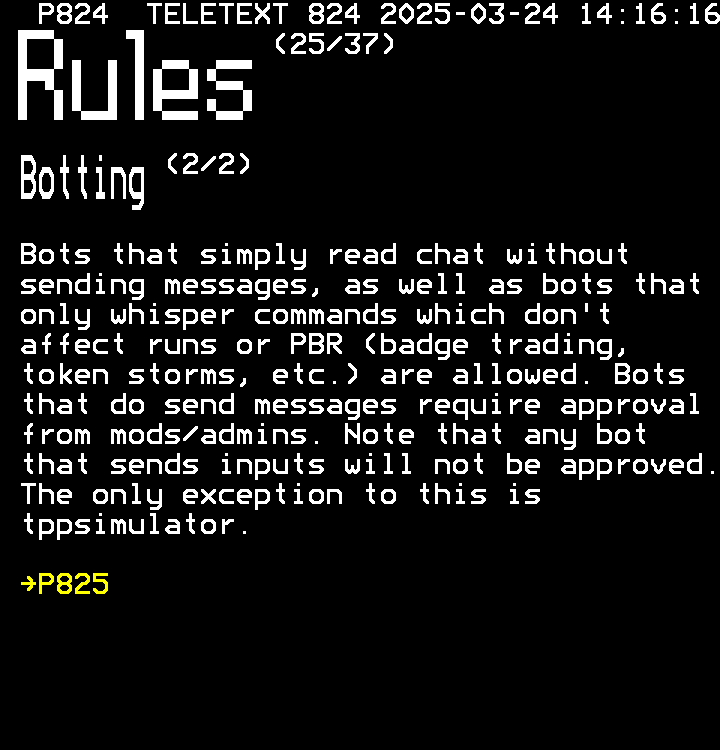 P824 TELETEXT 824 2025-03-24 14:16:16
Rules (25/37)
Botting (2/2)
Bots that simply read chat without
sending messages, as well as bots that
only whisper commands which don't
affect runs or PBR (badge trading,
token storms, etc.) are allowed. Bots
that do send messages require approval
from mods/admins. Note that any bot
that sends inputs will not be approved.
The only exception to this is
tppsimulator.
→P825